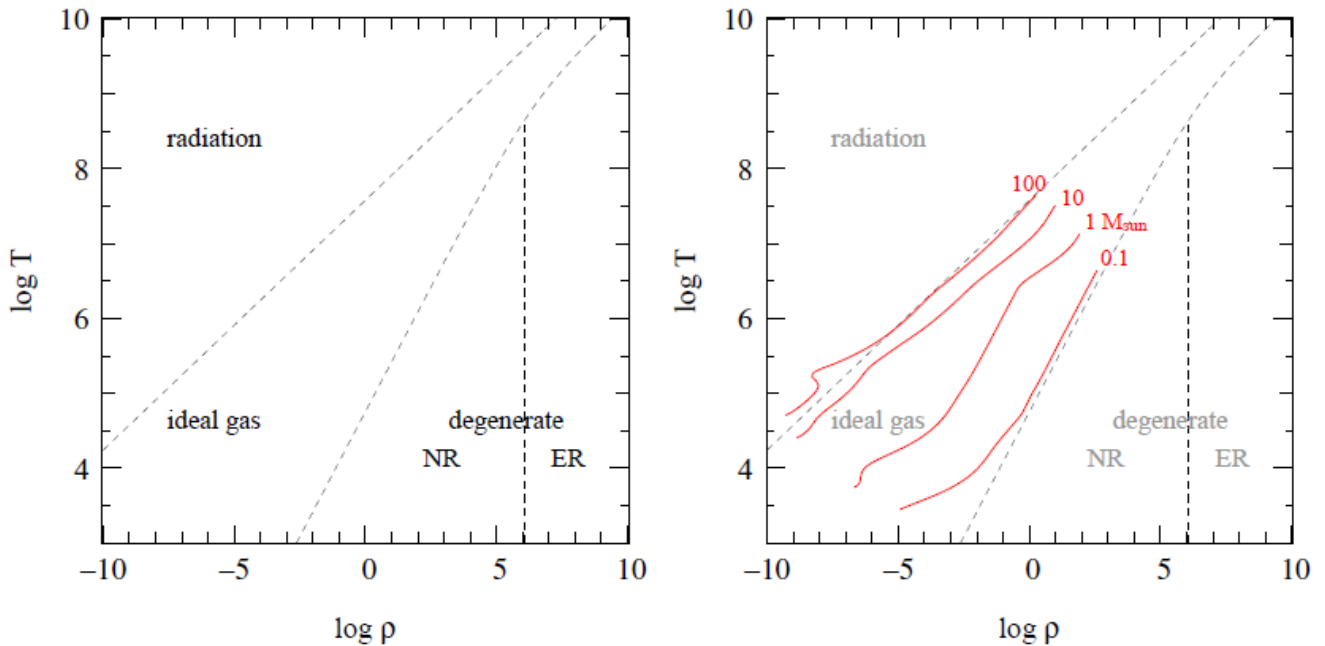 10
8
6
4
−10
−5
0
5
10
log T
log ρ
radiation
ideal gas
degenerate
NR
ER
10
8
6
4
−10
−5
0
5
10
log T
log ρ
radiation
100
10
1 Msun
0.1
ideal gas
degenerate
NR
ER